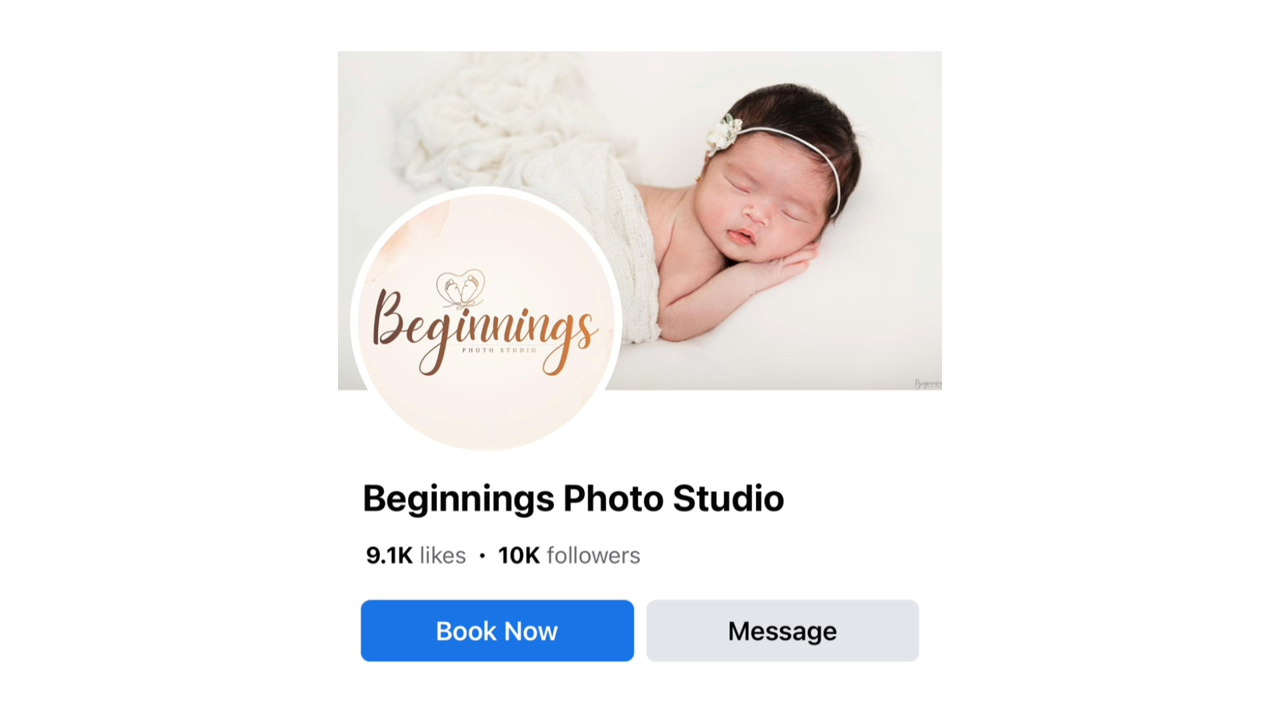 Beginnings
PHOTO STUDIO
Beginnings Photo Studio
9.1K likes · 10K followers
Book Now
Message